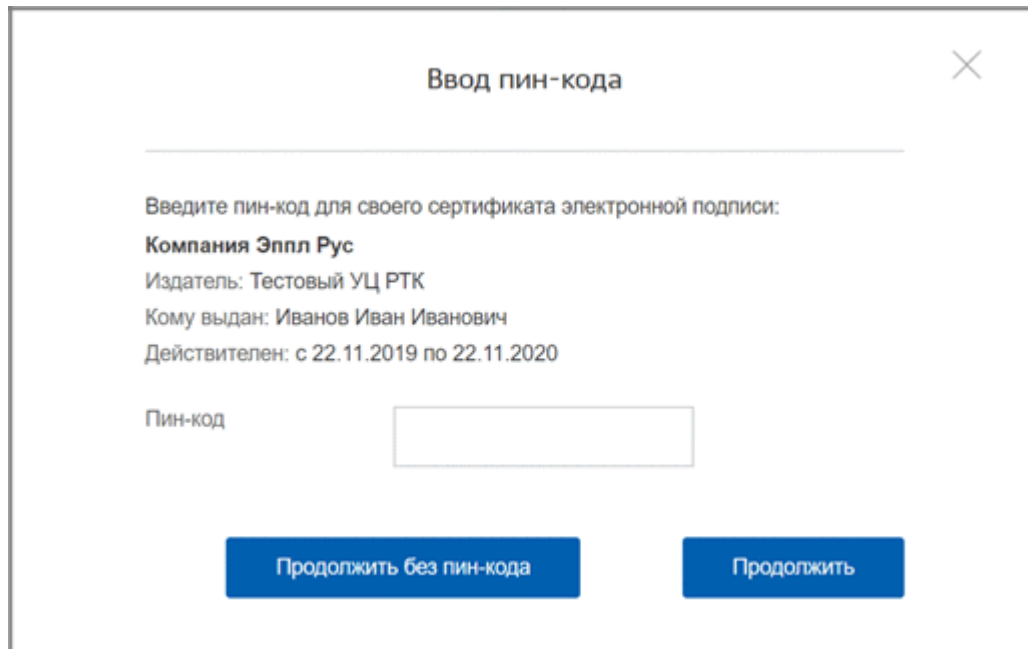 Ввод пин-кода
Введите пин-код для своего сертификата электронной подписи:
Компания Эппл Рус
Издатель: Тестовый УЦ РТК
Кому выдан: Иванов Иван Иванович
Действителен: с 22.11.2019 по 22.11.2020
Пин-код
Продолжить без пин-кода
Продолжить